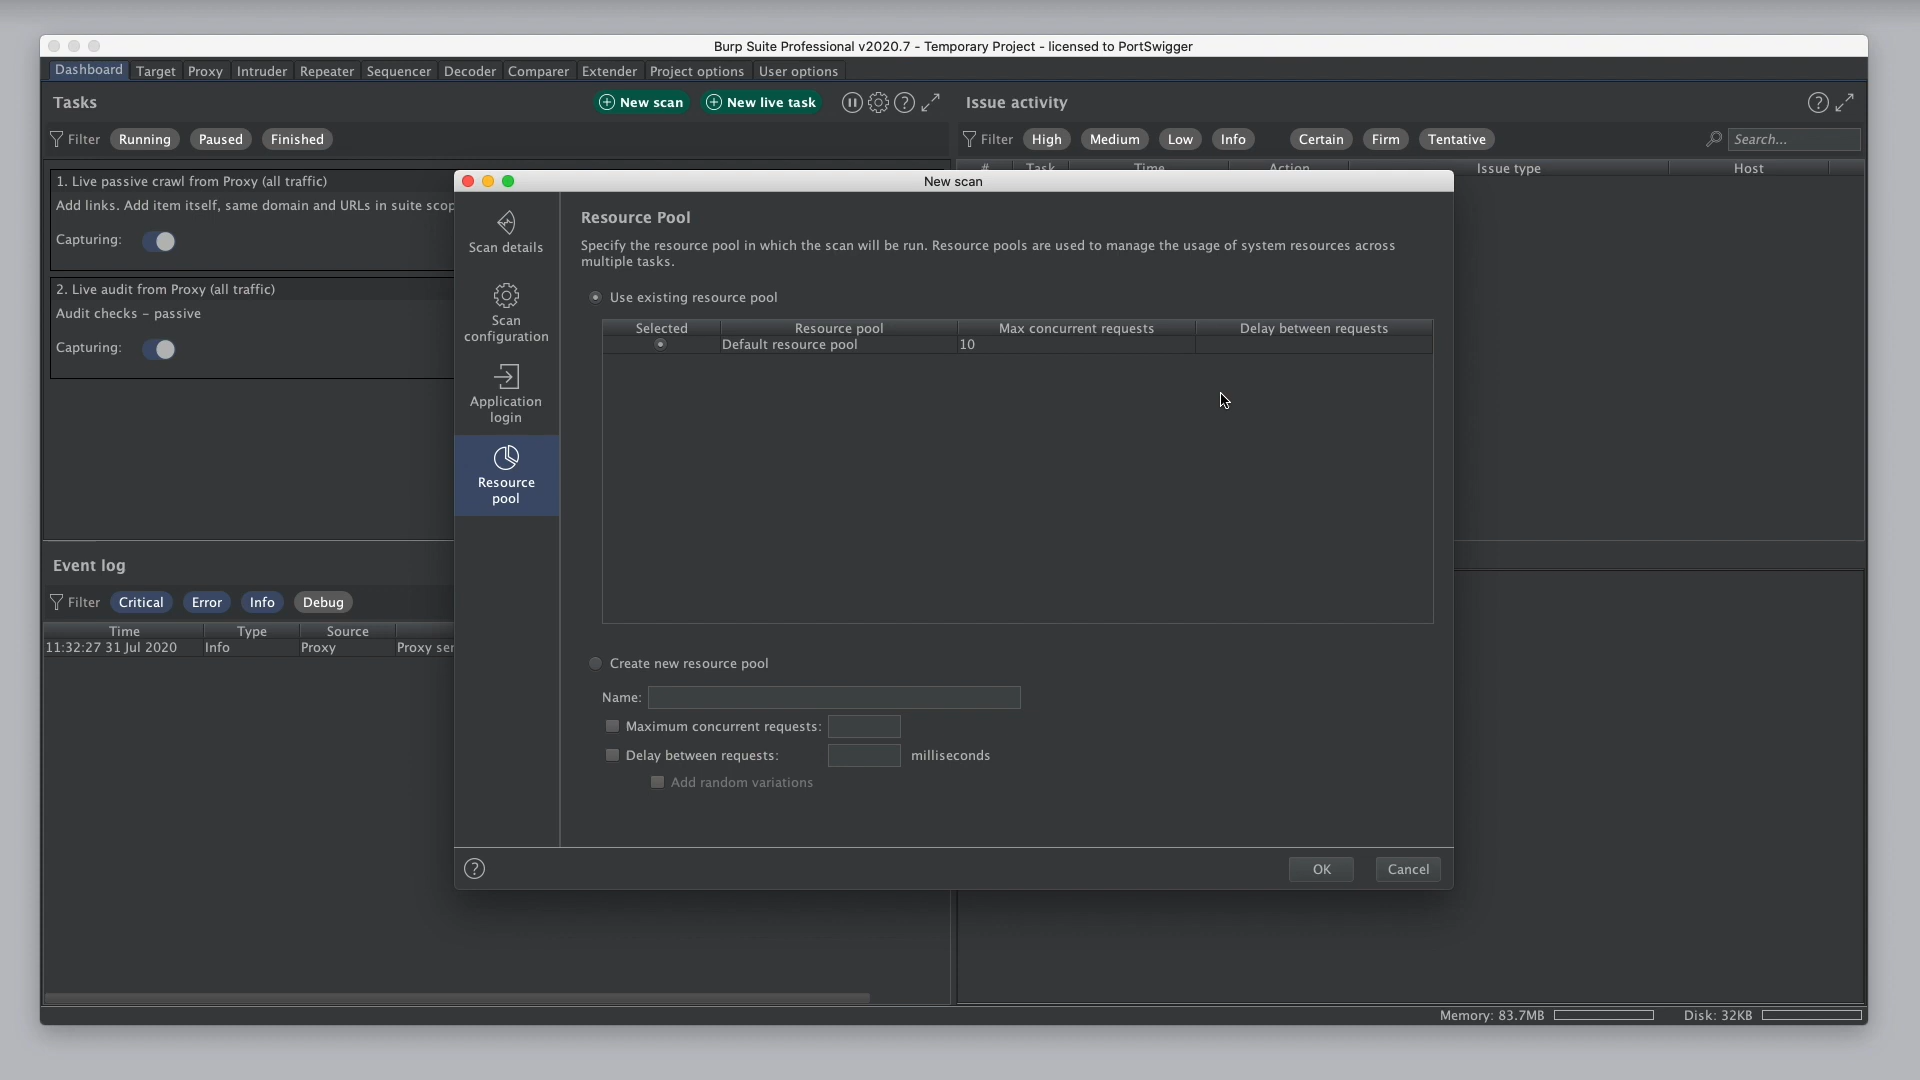 Burp Suite Professional v2020.7 - Temporary Project - licensed to PortSwigger
Dashboard Target Proxy Intruder Repeater Sequencer Decoder Comparer Extender Project options User options
Tasks
New scan
New live task
Filter Running Paused Finished
1. Live passive crawl from Proxy (all traffic)
Add links. Add item itself, same domain and URLs in suite scop
Capturing:
2. Live audit from Proxy (all traffic)
Audit checks – passive
Capturing:
Issue activity
Filter High Medium Low Info Certain Firm Tentative
Search...
# Task Time Action Issue type Host
New scan
Scan details
Scan
configuration
Application
login
Resource
pool
Resource Pool
Specify the resource pool in which the scan will be run. Resource pools are used to manage the usage of system resources across
multiple tasks.
Use existing resource pool
Selected Resource pool Max concurrent requests Delay between requests
Default resource pool 10
Create new resource pool
Name:
Maximum concurrent requests:
Delay between requests: milliseconds
Add random variations
OK Cancel
Event log
Filter Critical Error Info Debug
Time Type Source
11:32:27 31 Jul 2020 Info Proxy Proxy ser
Memory: 83.7MB Disk: 32KB